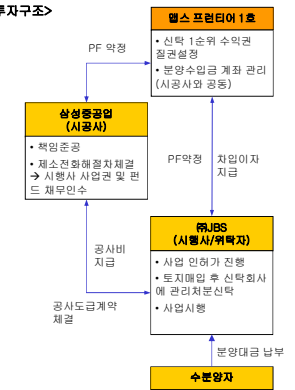 투자구조>
맵스 프런티어 1호
• 신탁 1순위 수익권
질권설정
• 분양수입금 계좌 관리
(시공사와 공동)
PF 약정
삼성중공업
(시공사)
• 책임준공
• 제소전화해절차체결
→ 시행사 사업권 및 펀
드 채무인수
PF약정
차입이자
지급
㈜JBS
(시행사/위탁자)
• 사업 인허가 진행
• 토지매입 후 신탁회사
에 관리처분신탁
• 사업시행
공사비
지급
공사도급계약
체결
분양대금 납부
수분양자